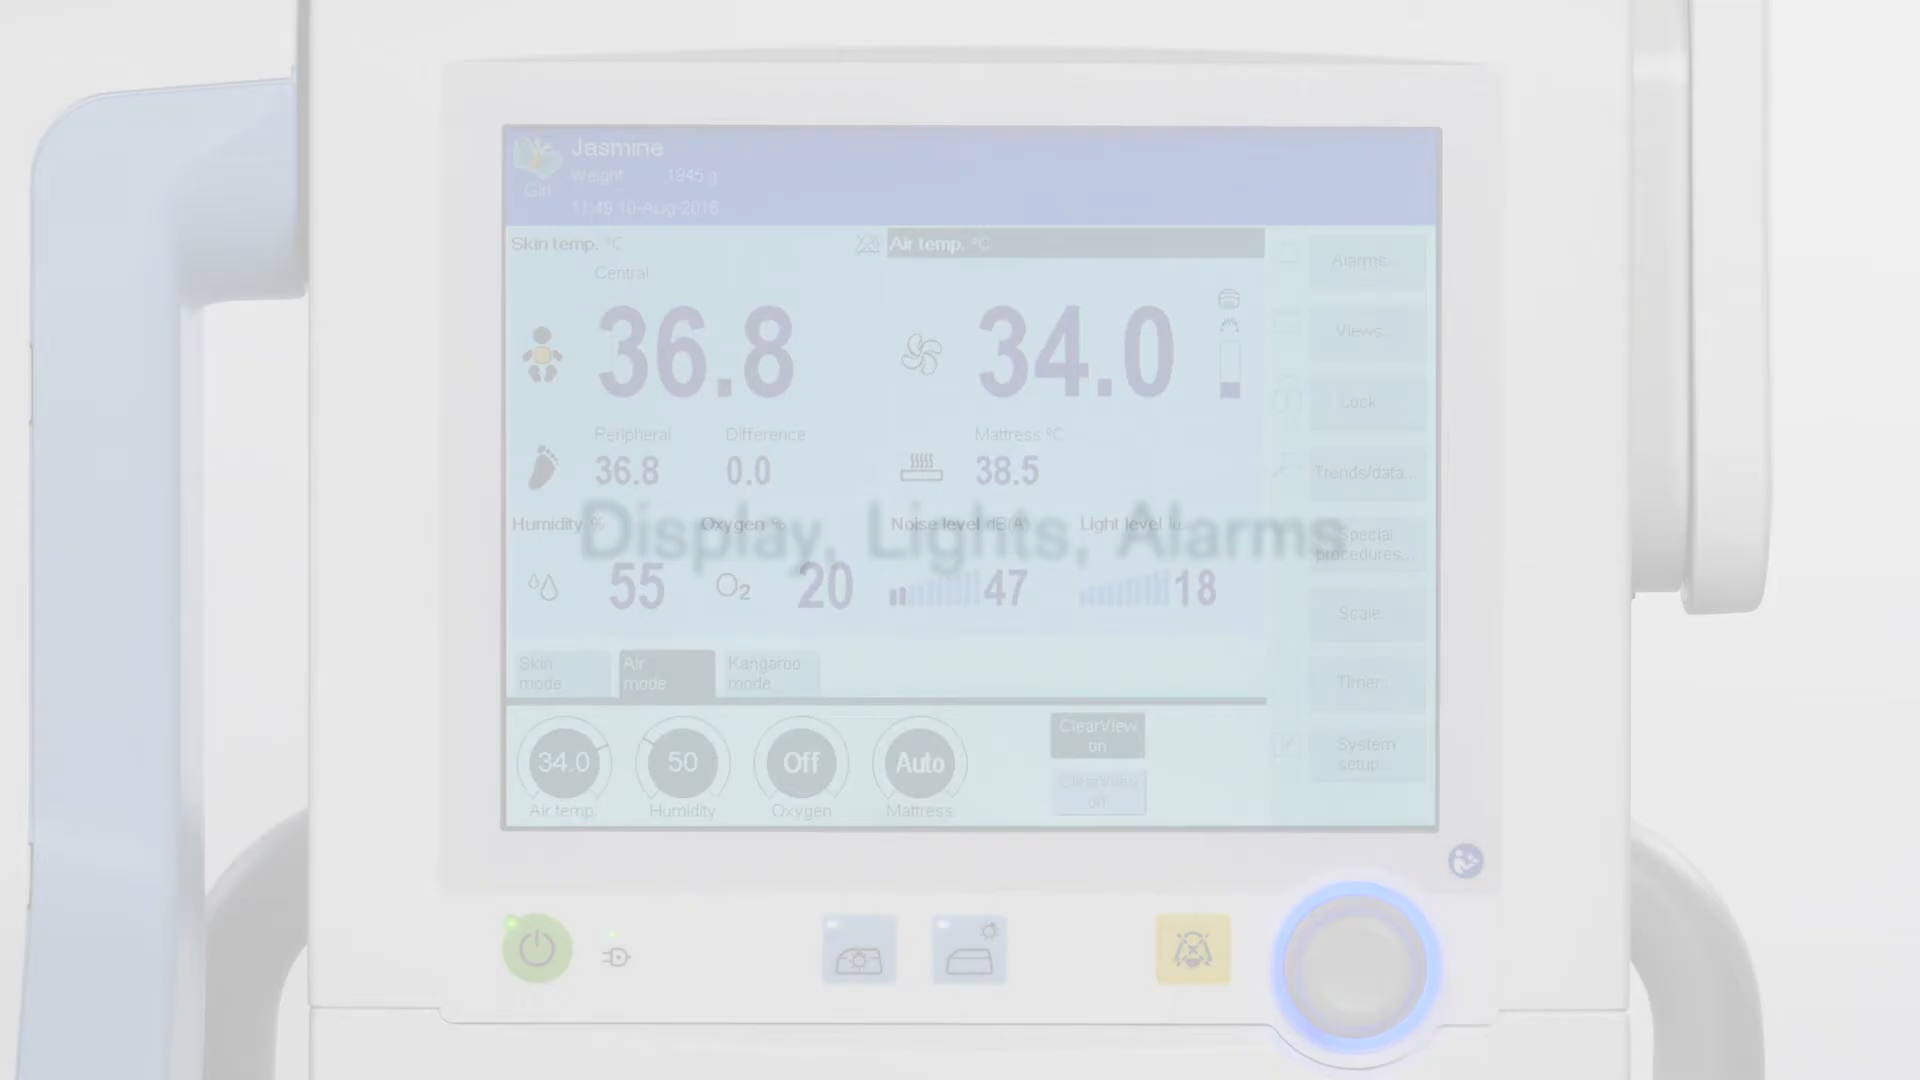 Jasmine
Weight 1945 g
Girl
11:49 10-Aug-2016
Skin temp. °C
Air temp. °C
Central
36.8
34.0
Peripheral Difference
36.8 0.0
Mattress °C
38.5
Humidity % Oxygen % Noise level dB(A) Light level
55 O2 20 47 18
Display, Lights, Alarms
Skin mode
Air mode
Kangaroo mode
34.0 50 Off Auto
Air temp. Humidity Oxygen Mattress
ClearView on
ClearView off
Alarms...
Views...
Lock
Trends/data...
Special procedures...
Scale...
Timer...
System setup...